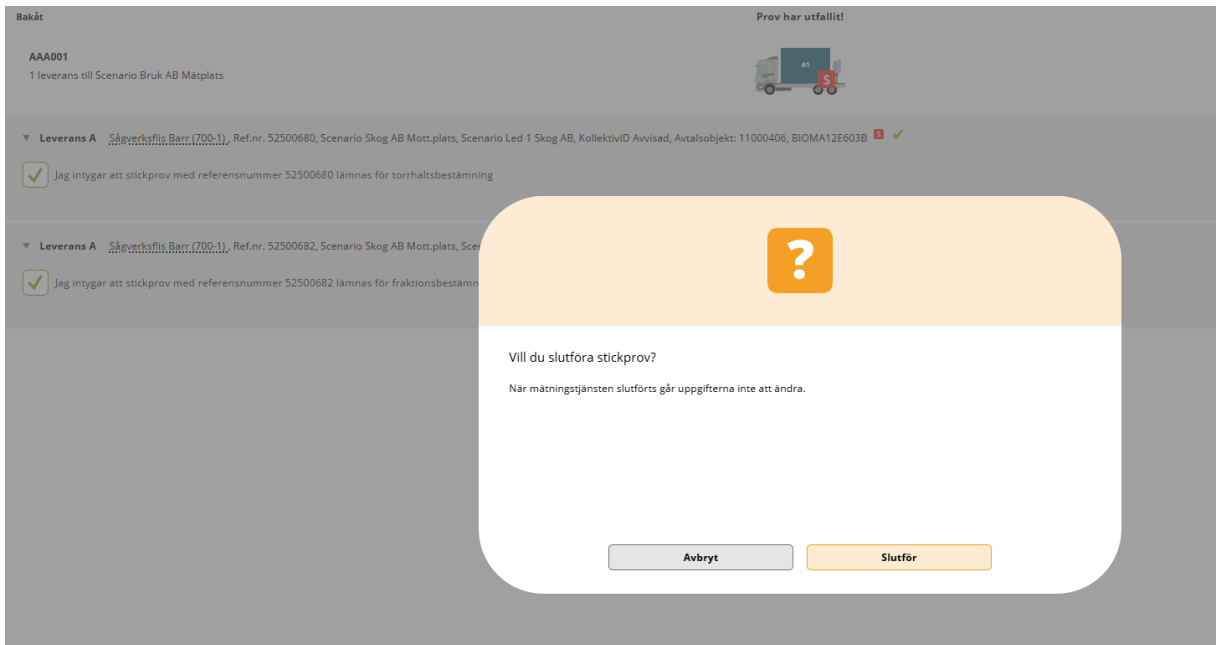 Bakåt
Prov har utfallit!
AAA001
1 leverans till Scenario Bruk AB Mätplats
A1
S
Leverans A Sågverksflis Barr (700-1), Ref.nr. 52500680, Scenario Skog AB Mott.plats, Scenario Led 1 Skog AB, KollektivID Avvisad, Avtalsobjekt: 11000406, BIOMA12E603B S
Jag intygar att stickprov med referensnummer 52500680 lämnas för torrhaltsbestämning
Leverans A Sågverksflis Barr (700-1), Ref.nr. 52500682, Scenario Skog AB Mott.plats,
Jag intygar att stickprov med referensnummer 52500682 lämnas för
?
Vill du slutföra stickprov?
När mätningstjänsten slutförts går uppgifterna inte att ändra.
Avbryt
Slutför